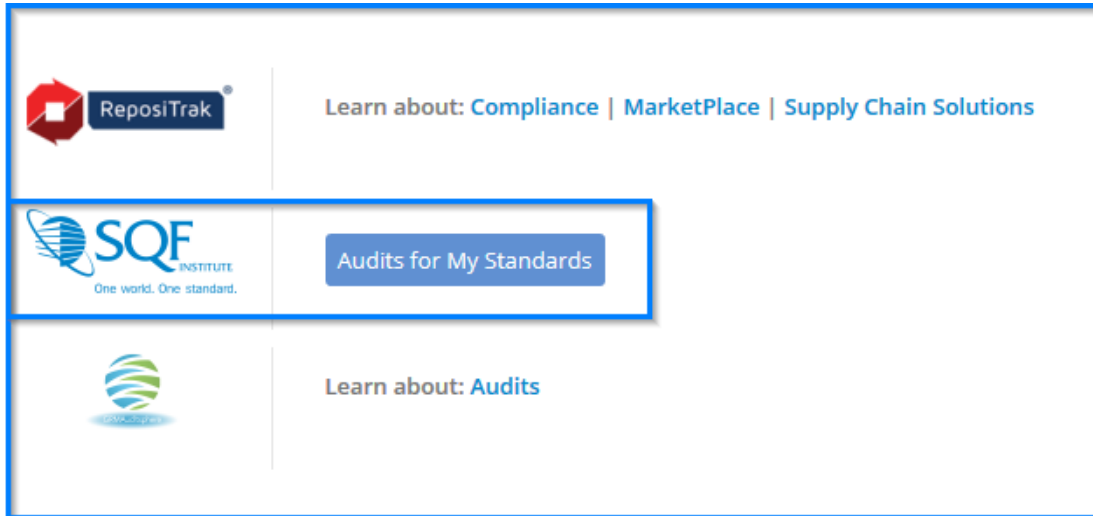 ReposiTrak®
Learn about: Compliance | MarketPlace | Supply Chain Solutions
SQF
INSTITUTE
One world. One standard.
Audits for My Standards
Learn about: Audits